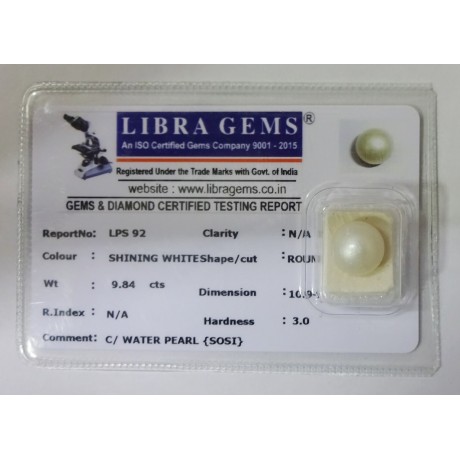 LIBRA GEMS®
An ISO Certified Gems Company 9001 - 2015
Registered Under the Trade Marks with Govt. of India
website : www.libragems.co.in
GEMS & DIAMOND CERTIFIED TESTING REPORT
ReportNo: LPS 92 Clarity : N/A
Colour : SHINING WHITE Shape/cut : ROUN
Wt : 9.84 cts Dimension : 10.9
R.Index : N/A Hardness : 3.0
Comment: C/ WATER PEARL {SOSI}